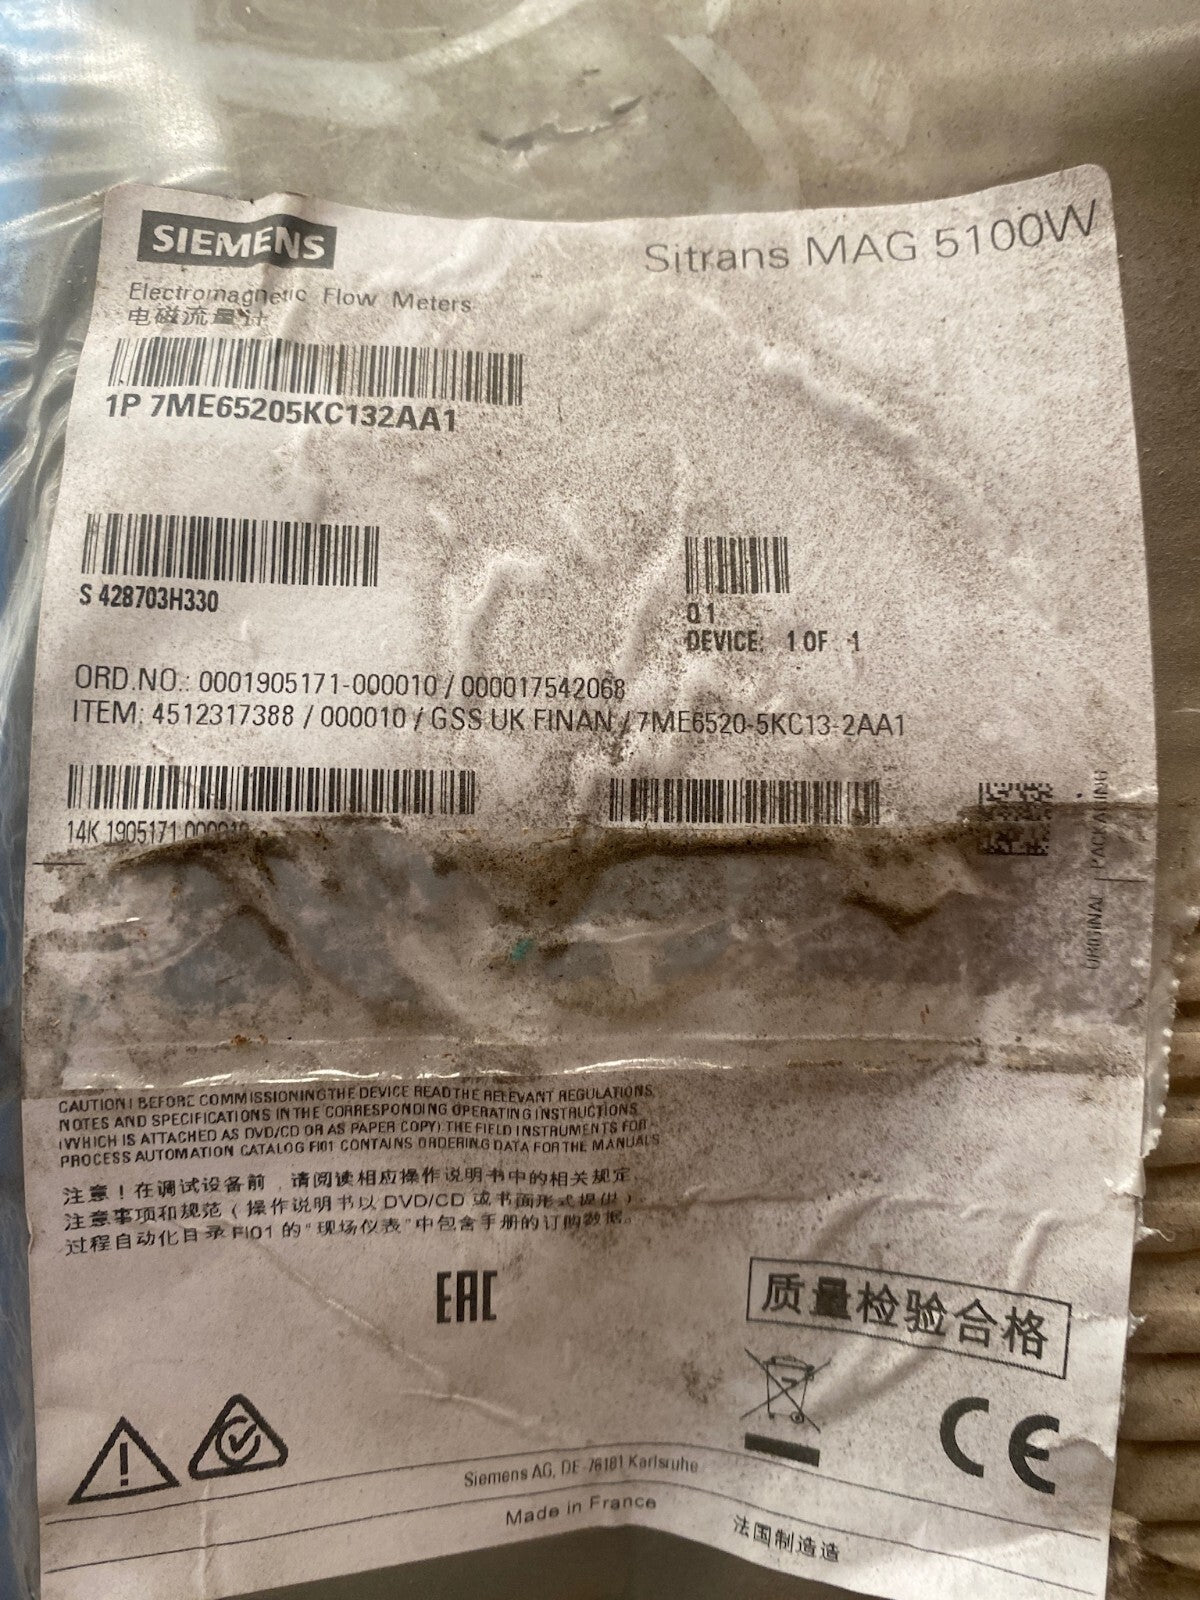 SIEMENS
Sitrans MAG 5100W
Electromagnetic Flow Meters
电磁流量计
1P 7ME65205KC132AA1
S 428703H330
Q 1
DEVICE: 1 OF 1
ORD.NO.: 0001905171-000010 / 000017542068
ITEM: 4512317388 / 000010 / GSS UK FINAN / 7ME6520-5KC13-2AA1
14K 1905171 000010
ORIGINAL PACKAGING
CAUTION! BEFORE COMMISSIONING THE DEVICE READ THE RELEVANT REGULATIONS,
NOTES AND SPECIFICATIONS IN THE CORRESPONDING OPERATING INSTRUCTIONS
(WHICH IS ATTACHED AS DVD/CD OR AS PAPER COPY). THE FIELD INSTRUMENTS FOR
PROCESS AUTOMATION CATALOG FI01 CONTAINS ORDERING DATA FOR THE MANUALS
注意！在调试设备前，请阅读相应操作说明书中的相关规定，
注意事项和规范（操作说明书以 DVD/CD 或书面形式提供）。
过程自动化目录 FI01 的“现场仪表”中包含手册的订购数据。
EAC
质量检验合格
CE
Siemens AG, DE-76181 Karlsruhe
Made in France
法国制造造